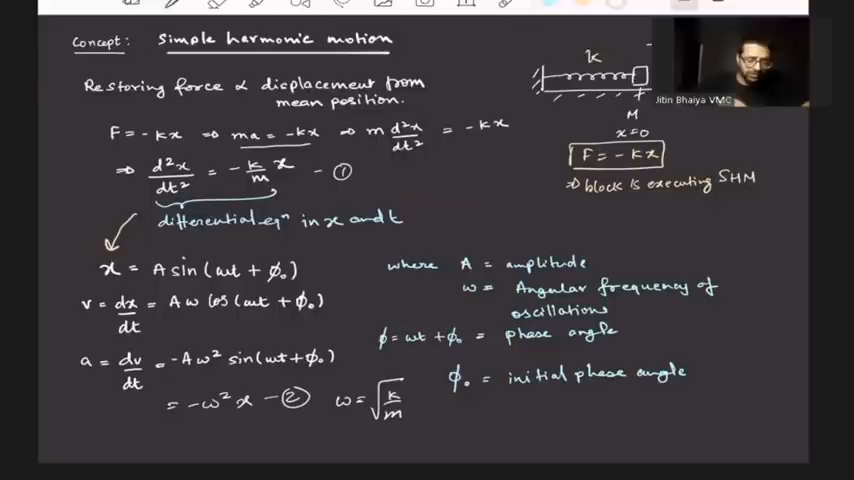 Concept: Simple harmonic motion
Restoring force ∝ displacement from
mean position.
F = -kx ⇒ ma = -kx ⇒ m d²x/dt² = -kx
⇒ d²x/dt² = -k/m x - ①
differential eqⁿ in x and t
x = A sin (ωt + φ₀)
v = dx/dt = Aω cos (ωt + φ₀)
a = dv/dt = -Aω² sin(ωt + φ₀)
= -ω²x - ② ω = √k/m
k
M
x=0
F = -kx
⇒ block is executing SHM
where A = amplitude
ω = Angular frequency of
oscillations
φ = ωt + φ₀ = phase angle
φ₀ = initial phase angle
Jitin Bhaiya VMC